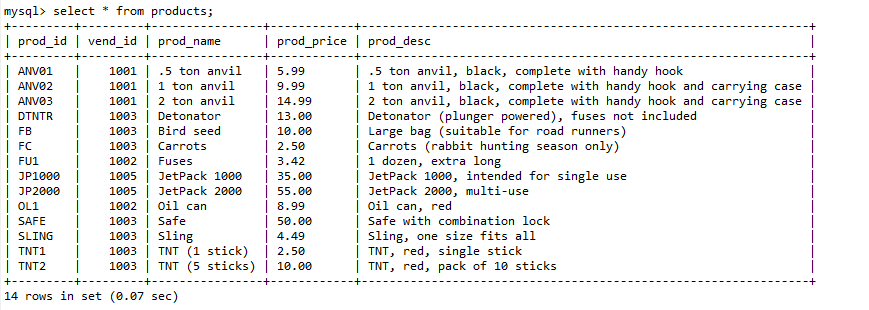 mysql> select * from products;
+---------+---------+----------------+------------+----------------------------------------------------------------+
| prod_id | vend_id | prod_name      | prod_price | prod_desc                                                      |
+---------+---------+----------------+------------+----------------------------------------------------------------+
| ANV01   |    1001 | .5 ton anvil   | 5.99       | .5 ton anvil, black, complete with handy hook                  |
| ANV02   |    1001 | 1 ton anvil    | 9.99       | 1 ton anvil, black, complete with handy hook and carrying case |
| ANV03   |    1001 | 2 ton anvil    | 14.99      | 2 ton anvil, black, complete with handy hook and carrying case |
| DTNTR   |    1003 | Detonator      | 13.00      | Detonator (plunger powered), fuses not included                |
| FB      |    1003 | Bird seed      | 10.00      | Large bag (suitable for road runners)                          |
| FC      |    1003 | Carrots        | 2.50       | Carrots (rabbit hunting season only)                           |
| FU1     |    1002 | Fuses          | 3.42       | 1 dozen, extra long                                            |
| JP1000  |    1005 | JetPack 1000   | 35.00      | JetPack 1000, intended for single use                          |
| JP2000  |    1005 | JetPack 2000   | 55.00      | JetPack 2000, multi-use                                        |
| OL1     |    1002 | Oil can        | 8.99       | Oil can, red                                                   |
| SAFE    |    1003 | Safe           | 50.00      | Safe with combination lock                                     |
| SLING   |    1003 | Sling          | 4.49       | Sling, one size fits all                                       |
| TNT1    |    1003 | TNT (1 stick)  | 2.50       | TNT, red, single stick                                         |
| TNT2    |    1003 | TNT (5 sticks) | 10.00      | TNT, red, pack of 10 sticks                                    |
+---------+---------+----------------+------------+----------------------------------------------------------------+
14 rows in set (0.07 sec)